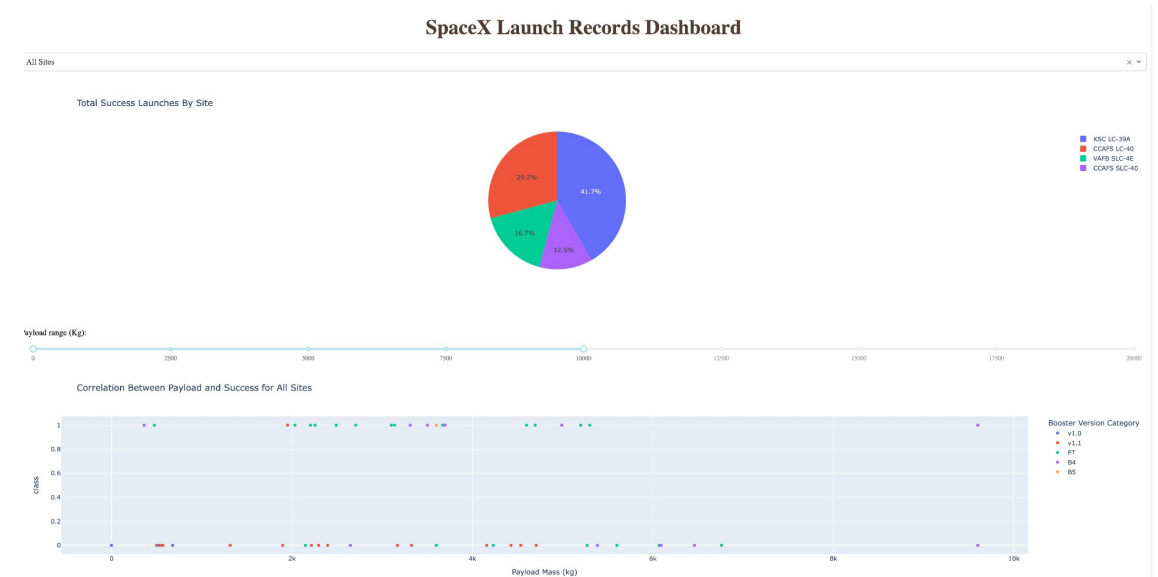 SpaceX Launch Records Dashboard
All Sites
Total Success Launches By Site
KSC LC-39A
CCAFS LC-40
VAFB SLC-4E
CCAFS SLC-40
29.2%
41.7%
16.7%
12.5%
ayload range (Kg):
0 2500 5000 7500 10000 12500 15000 17500 20000
Correlation Between Payload and Success for All Sites
Booster Version Category
v1.0
v1.1
FT
B4
B5
class
1
0.8
0.6
0.4
0.2
0
0 2k 4k 6k 8k 10k
Payload Mass (kg)